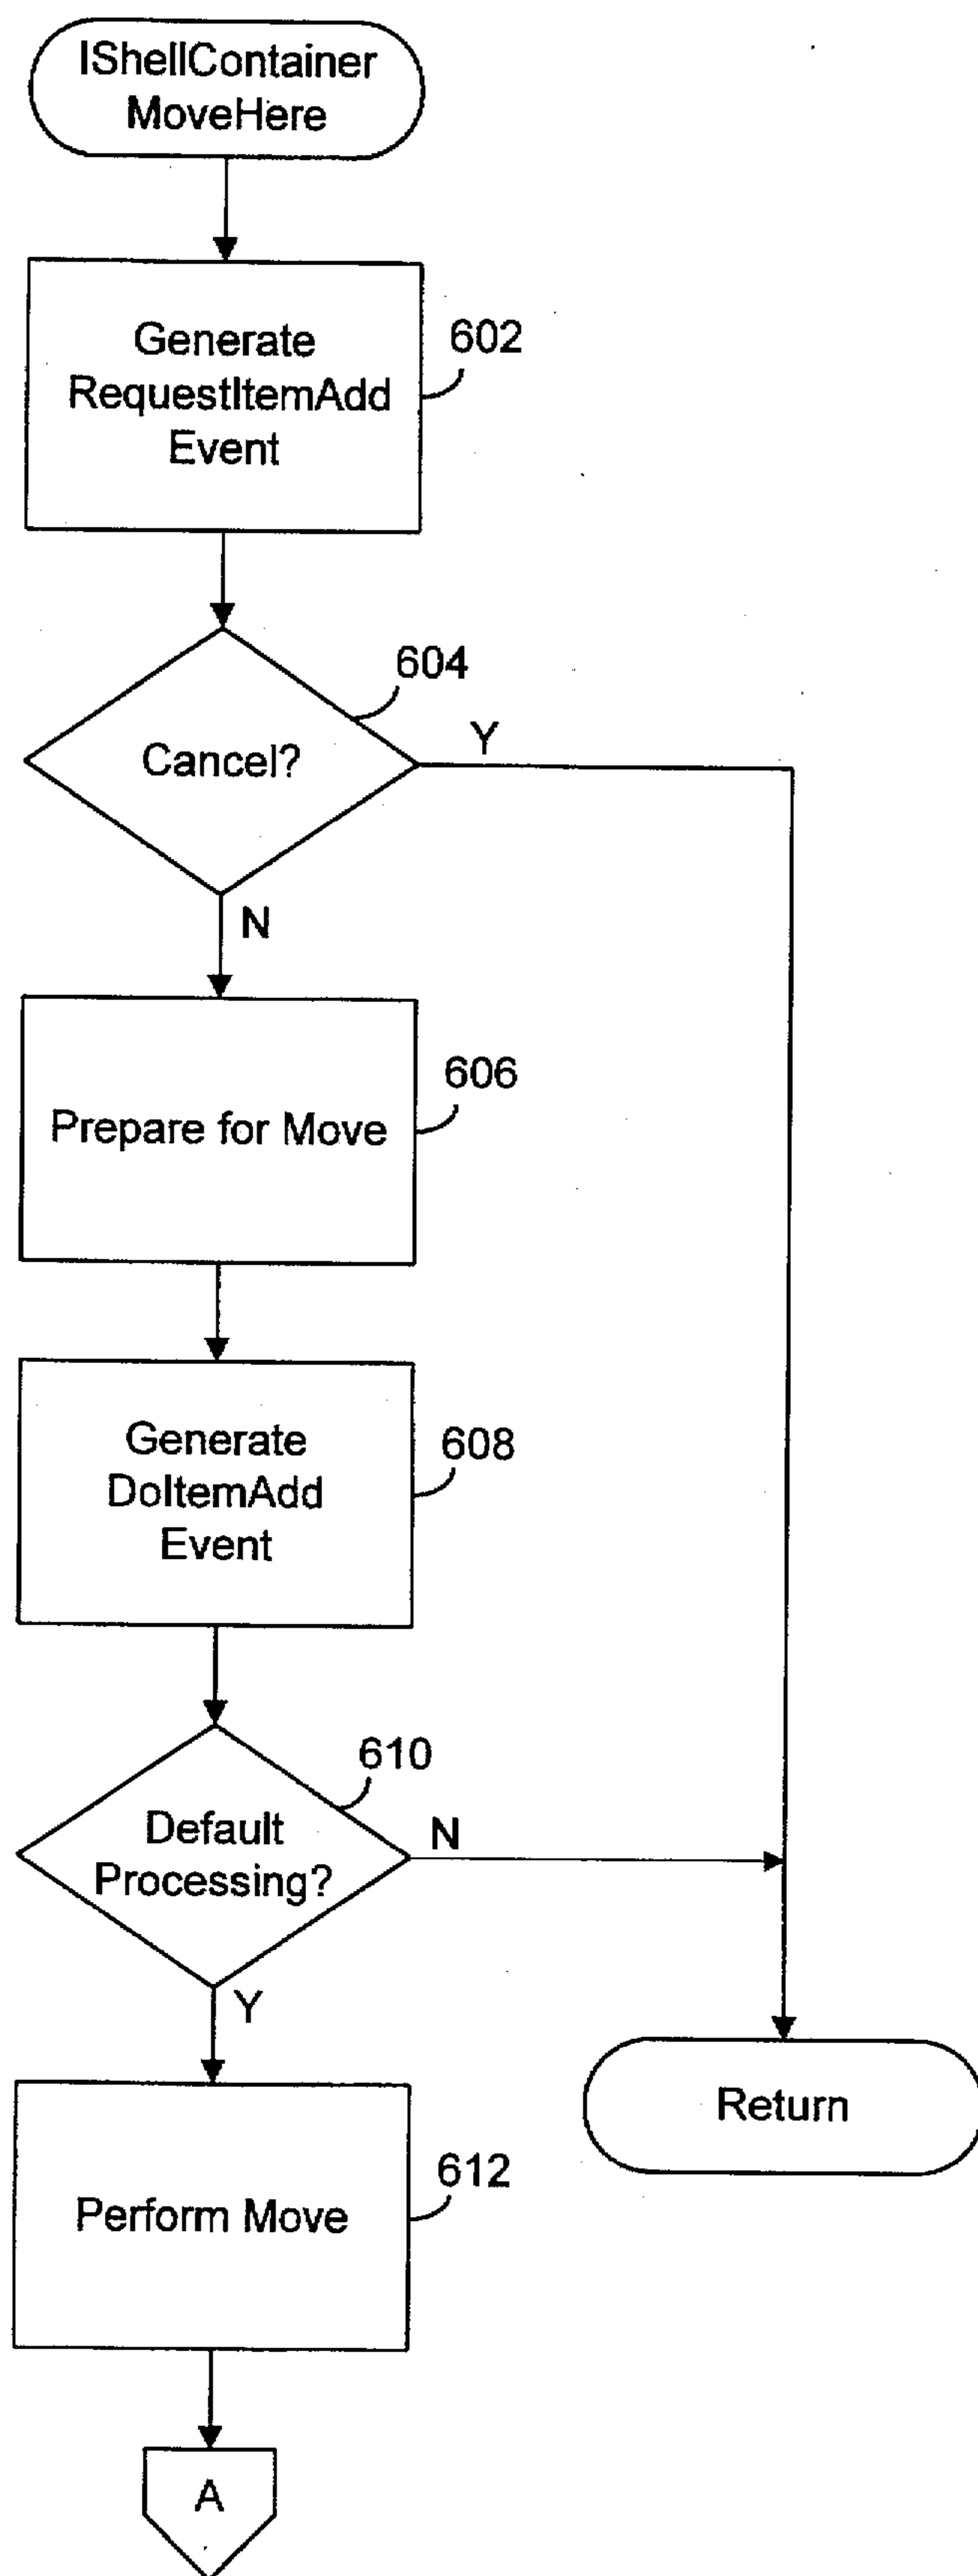 IShellContainer
MoveHere
Generate
RequestItemAdd
Event
602
Cancel?
604
Y
N
Prepare for Move
606
Generate
DoItemAdd
Event
608
Default
Processing?
610
N
Y
Return
Perform Move
612
A